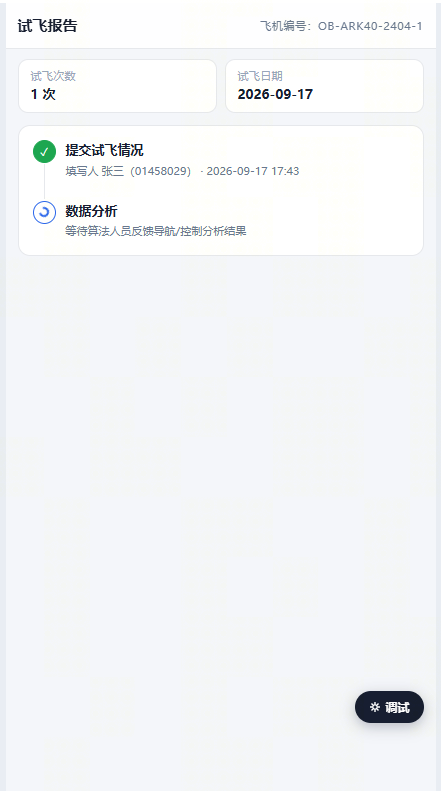 试飞报告
飞机编号：OB-ARK40-2404-1
试飞次数
1 次
试飞日期
2026-09-17
提交试飞情况
填写人 张三（01458029） · 2026-09-17 17:43
数据分析
等待算法人员反馈导航/控制分析结果
调试